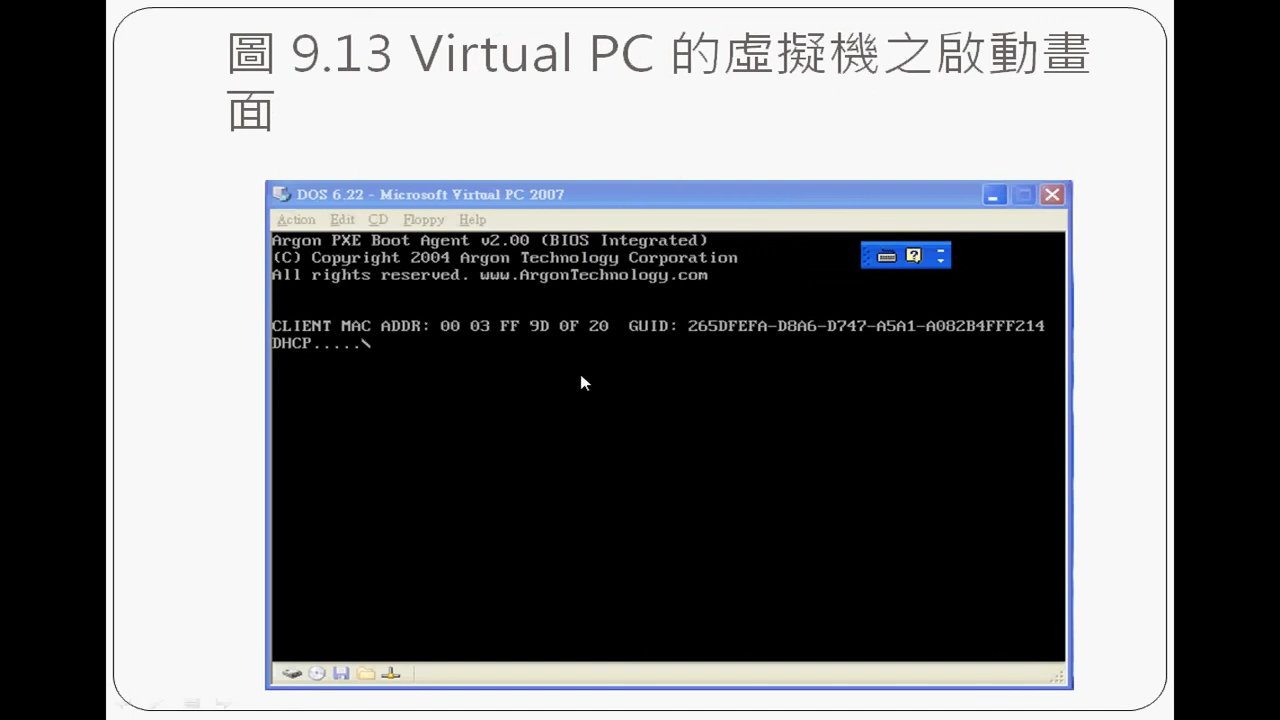 圖 9.13 Virtual PC 的虛擬機之啟動畫
面
DOS 6.22 - Microsoft Virtual PC 2007
Action Edit CD Floppy Help
Argon PXE Boot Agent v2.00 (BIOS Integrated)
(C) Copyright 2004 Argon Technology Corporation
All rights reserved. www.ArgonTechnology.com
CLIENT MAC ADDR: 00 03 FF 9D 0F 20 GUID: 265DFEFA-D8A6-D747-A5A1-A082B4FFF214
DHCP.....\